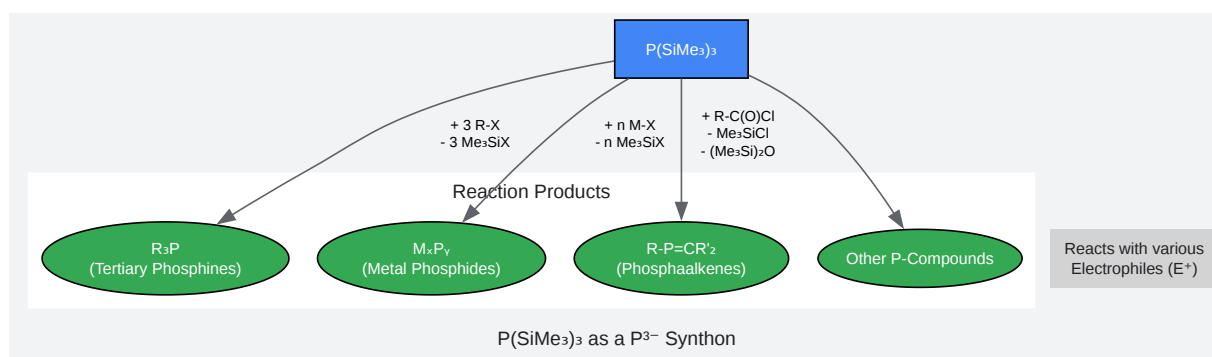 P(SiMe₃)₃
+ 3 R-X
- 3 Me₃SiX
+ n M-X
- n Me₃SiX
+ R-C(O)Cl
- Me₃SiCl
- (Me₃Si)₂O
Reaction Products
R₃P
(Tertiary Phosphines)
MₓPᵧ
(Metal Phosphides)
R-P=CR'₂
(Phosphaalkenes)
Other P-Compounds
Reacts with various
Electrophiles (E⁺)
P(SiMe₃)₃ as a P³⁻ Synthon